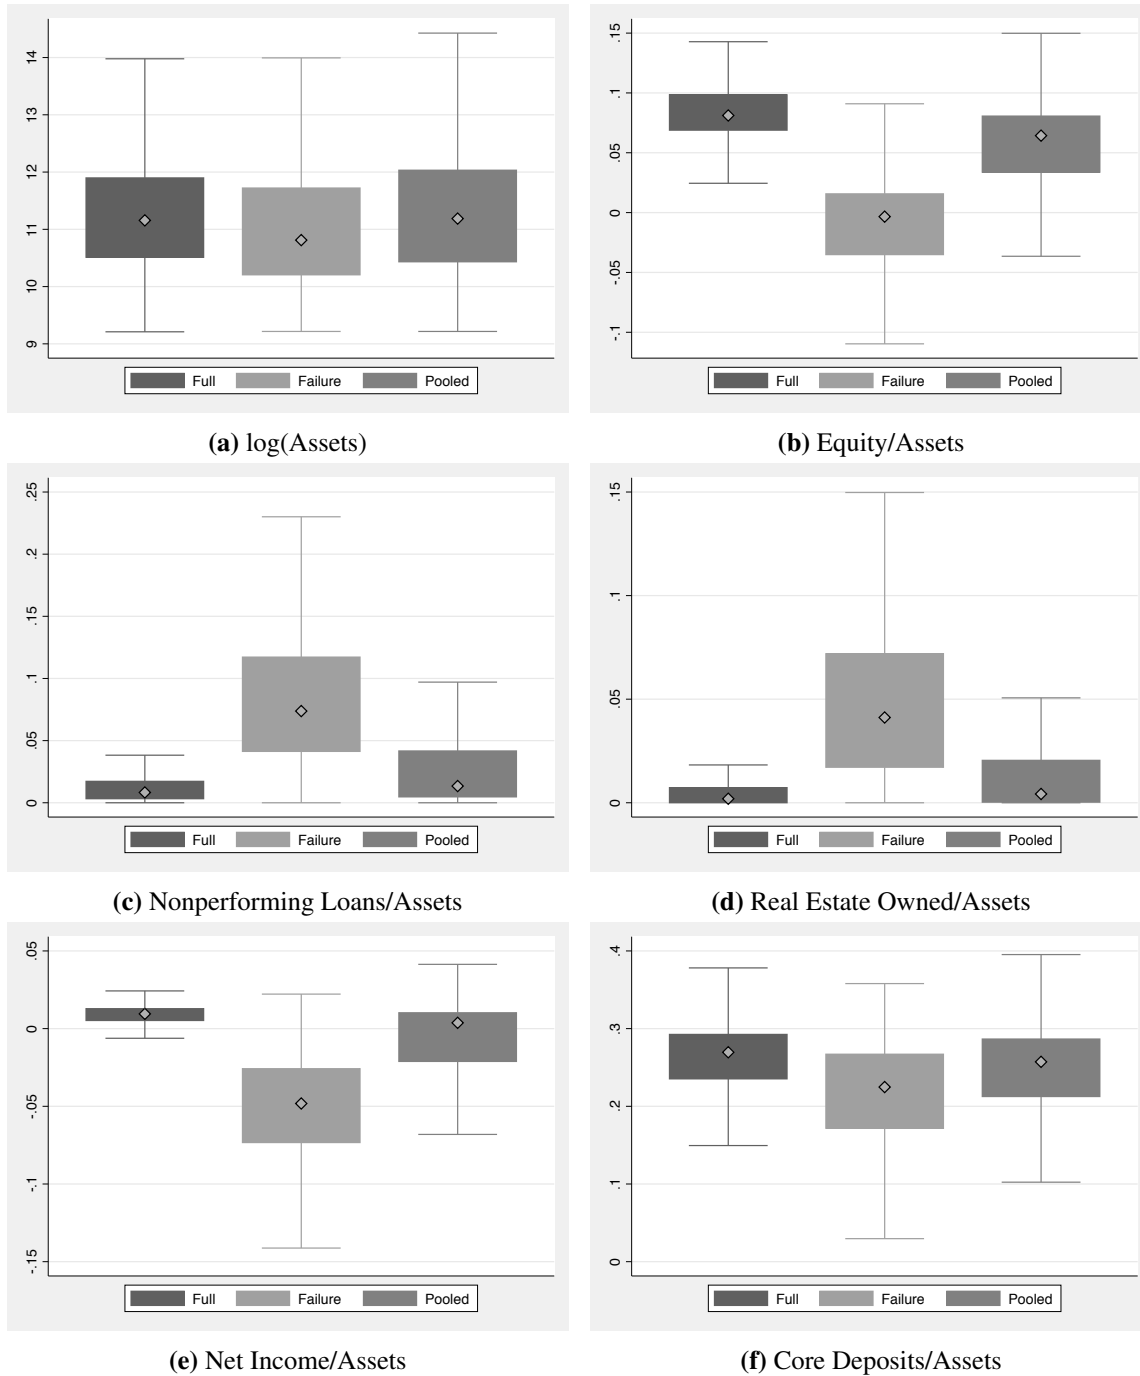 14
13
12
11
10
9
Full Failure Pooled
(a) log(Assets)
.15
.1
.05
0
-.05
-.1
Full Failure Pooled
(b) Equity/Assets
.25
.2
.15
.1
.05
0
Full Failure Pooled
(c) Nonperforming Loans/Assets
.15
.1
.05
0
Full Failure Pooled
(d) Real Estate Owned/Assets
.05
0
-.05
-.1
-.15
Full Failure Pooled
(e) Net Income/Assets
.4
.3
.2
.1
0
Full Failure Pooled
(f) Core Deposits/Assets